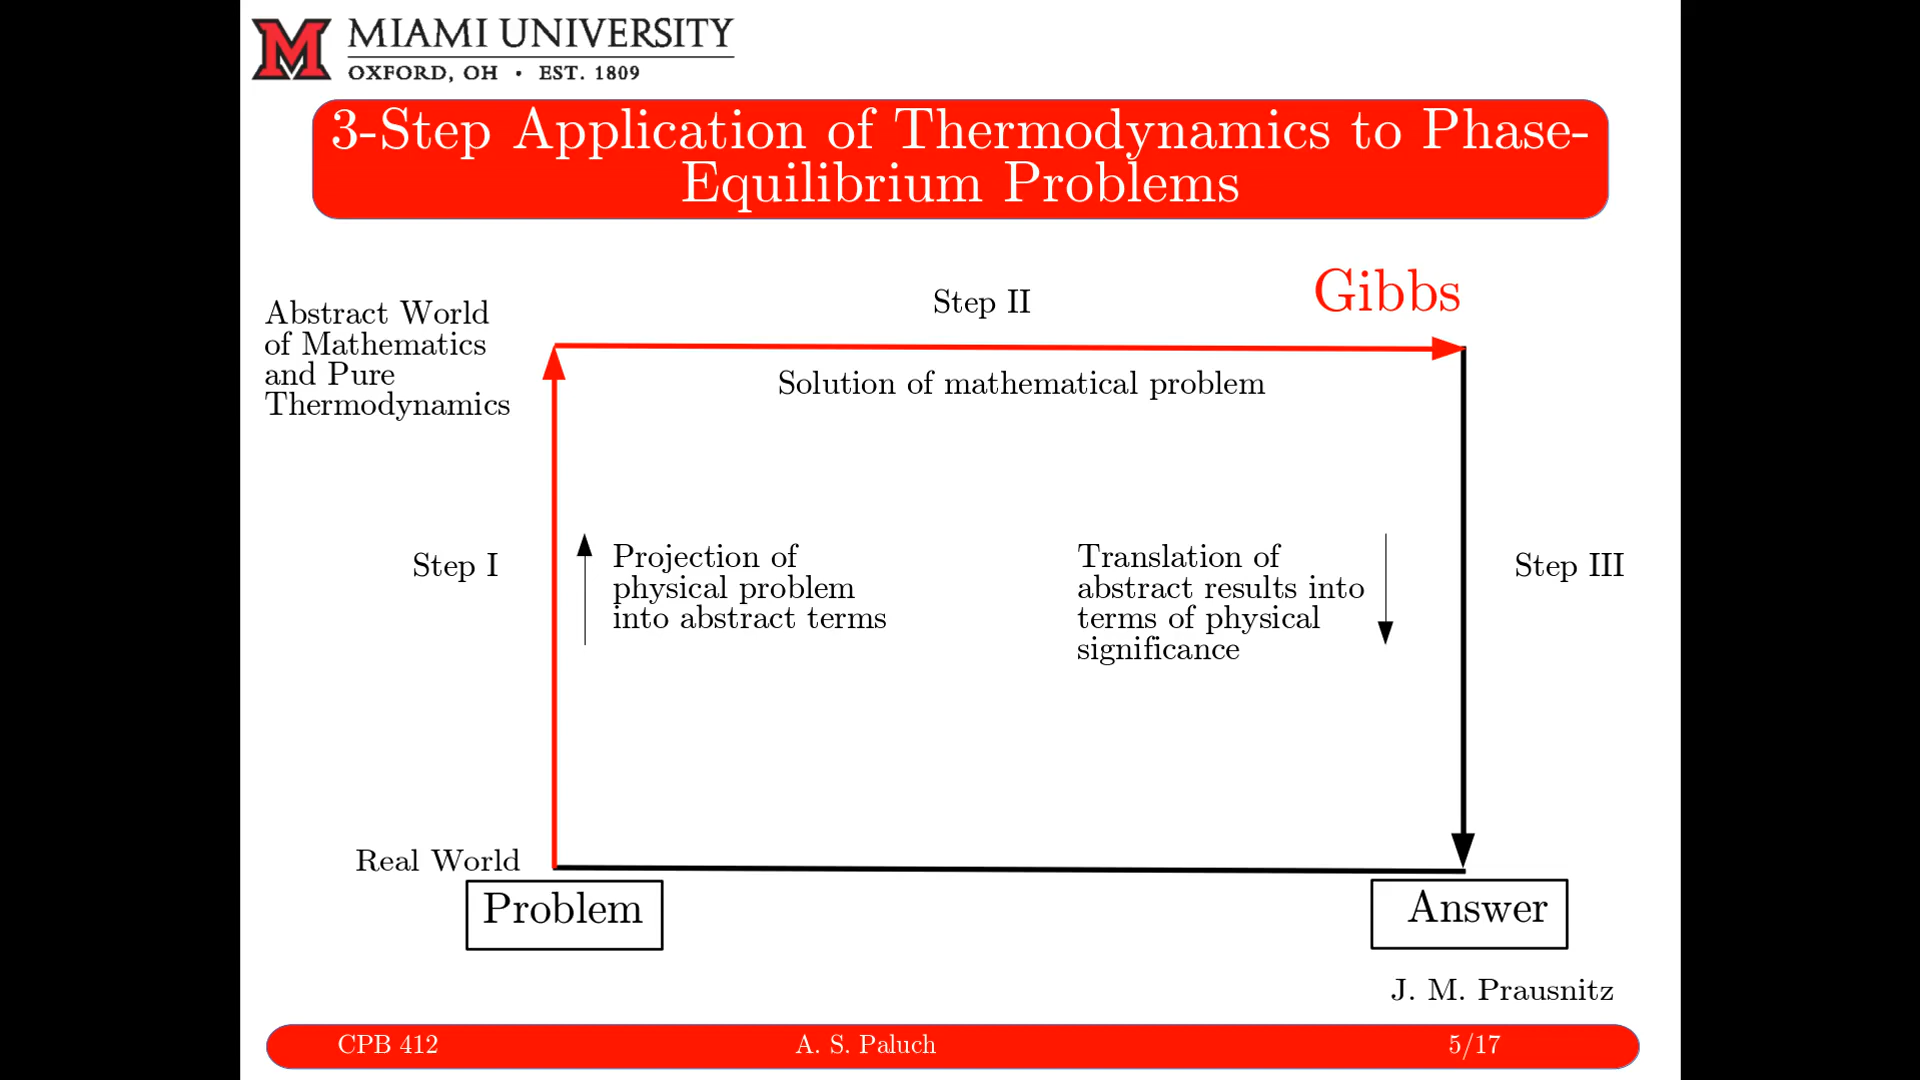 MIAMI UNIVERSITY
OXFORD, OH • EST. 1809
3-Step Application of Thermodynamics to Phase-
Equilibrium Problems
Gibbs
Step II
Abstract World
of Mathematics
and Pure
Thermodynamics
Solution of mathematical problem
Step I
Projection of
physical problem
into abstract terms
Translation of
abstract results into
terms of physical
significance
Step III
Real World
Problem
Answer
J. M. Prausnitz
CPB 412
A. S. Paluch
5/17